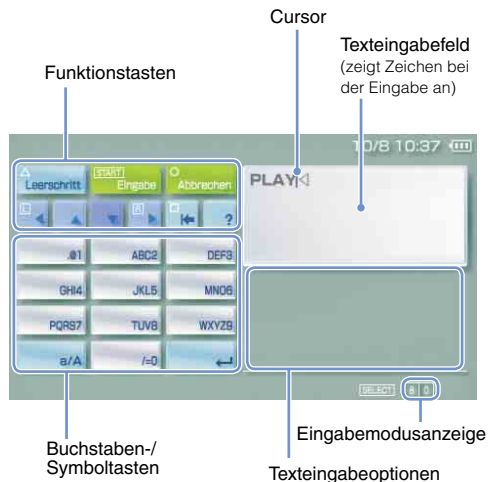 Cursor
Texteingabefeld
(zeigt Zeichen bei
der Eingabe an)
Funktionstasten
10/8 10:37
START
Leerschritt Eingabe Abbrechen
L R ?
PLAY
.@1 ABC2 DEF3
GHI4 JKL5 MNO6
PQRS7 TUV8 WXYZ9
a/A
SELECT
Eingabemodusanzeige
Buchstaben-/
Symboltasten
Texteingabeoptionen